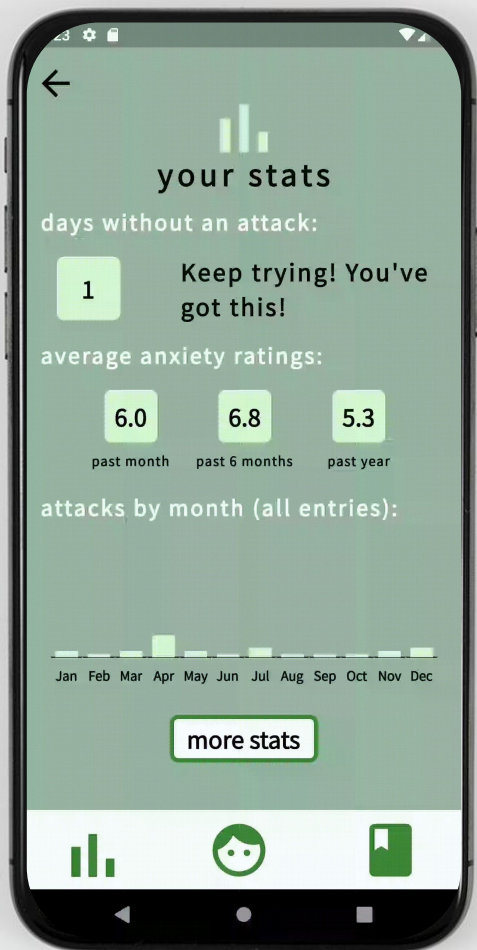 your stats
days without an attack:
1
Keep trying! You've
got this!
average anxiety ratings:
6.0 6.8 5.3
past month past 6 months past year
attacks by month (all entries):
Jan Feb Mar Apr May Jun Jul Aug Sep Oct Nov Dec
more stats